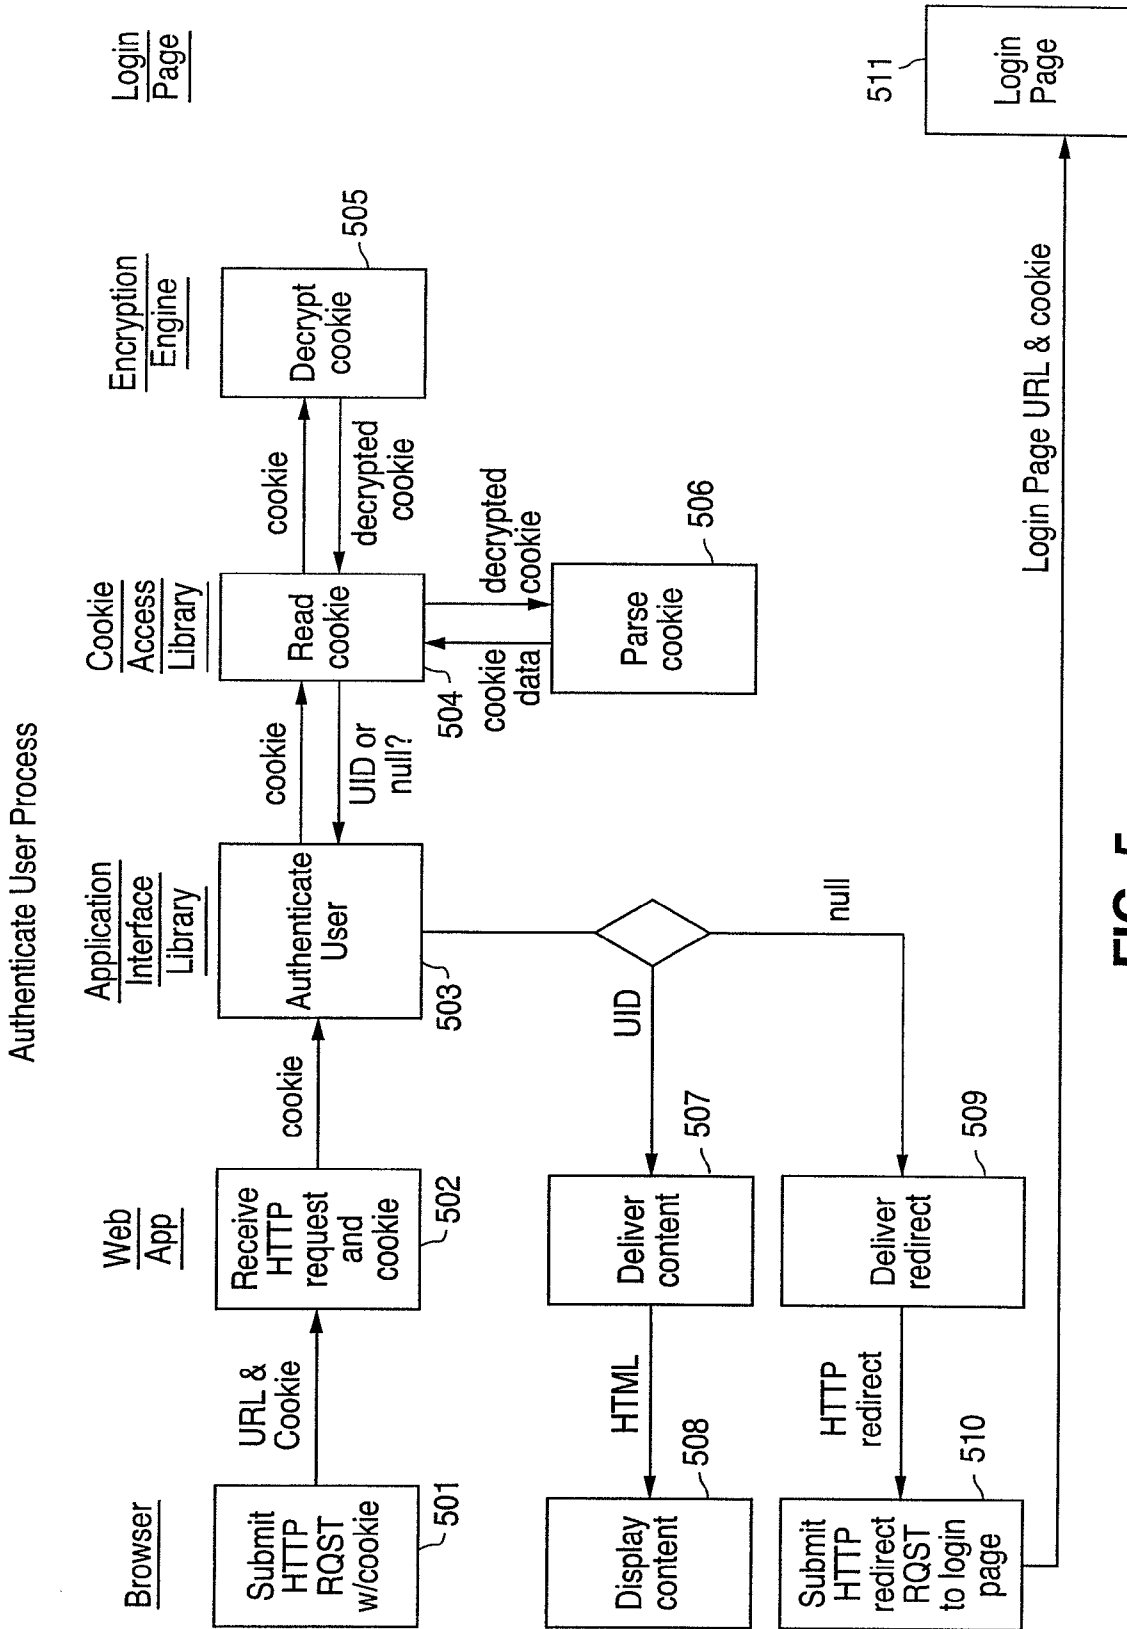 Authenticate User Process
Browser
Web
App
Application
Interface
Library
Cookie
Access
Library
Encryption
Engine
Login
Page
Submit
HTTP
RQST
w/cookie
501
URL &
Cookie
Receive
HTTP
request
and
cookie
502
cookie
Authenticate
User
503
cookie
UID or
null?
Read
cookie
504
cookie
decrypted
cookie
Decrypt
cookie
505
cookie
data
decrypted
cookie
Parse
cookie
506
UID
null
Deliver
content
507
HTML
Display
content
508
Deliver
redirect
509
HTTP
redirect
Submit
HTTP
redirect
RQST
to login
page
510
Login Page URL & cookie
Login
Page
511